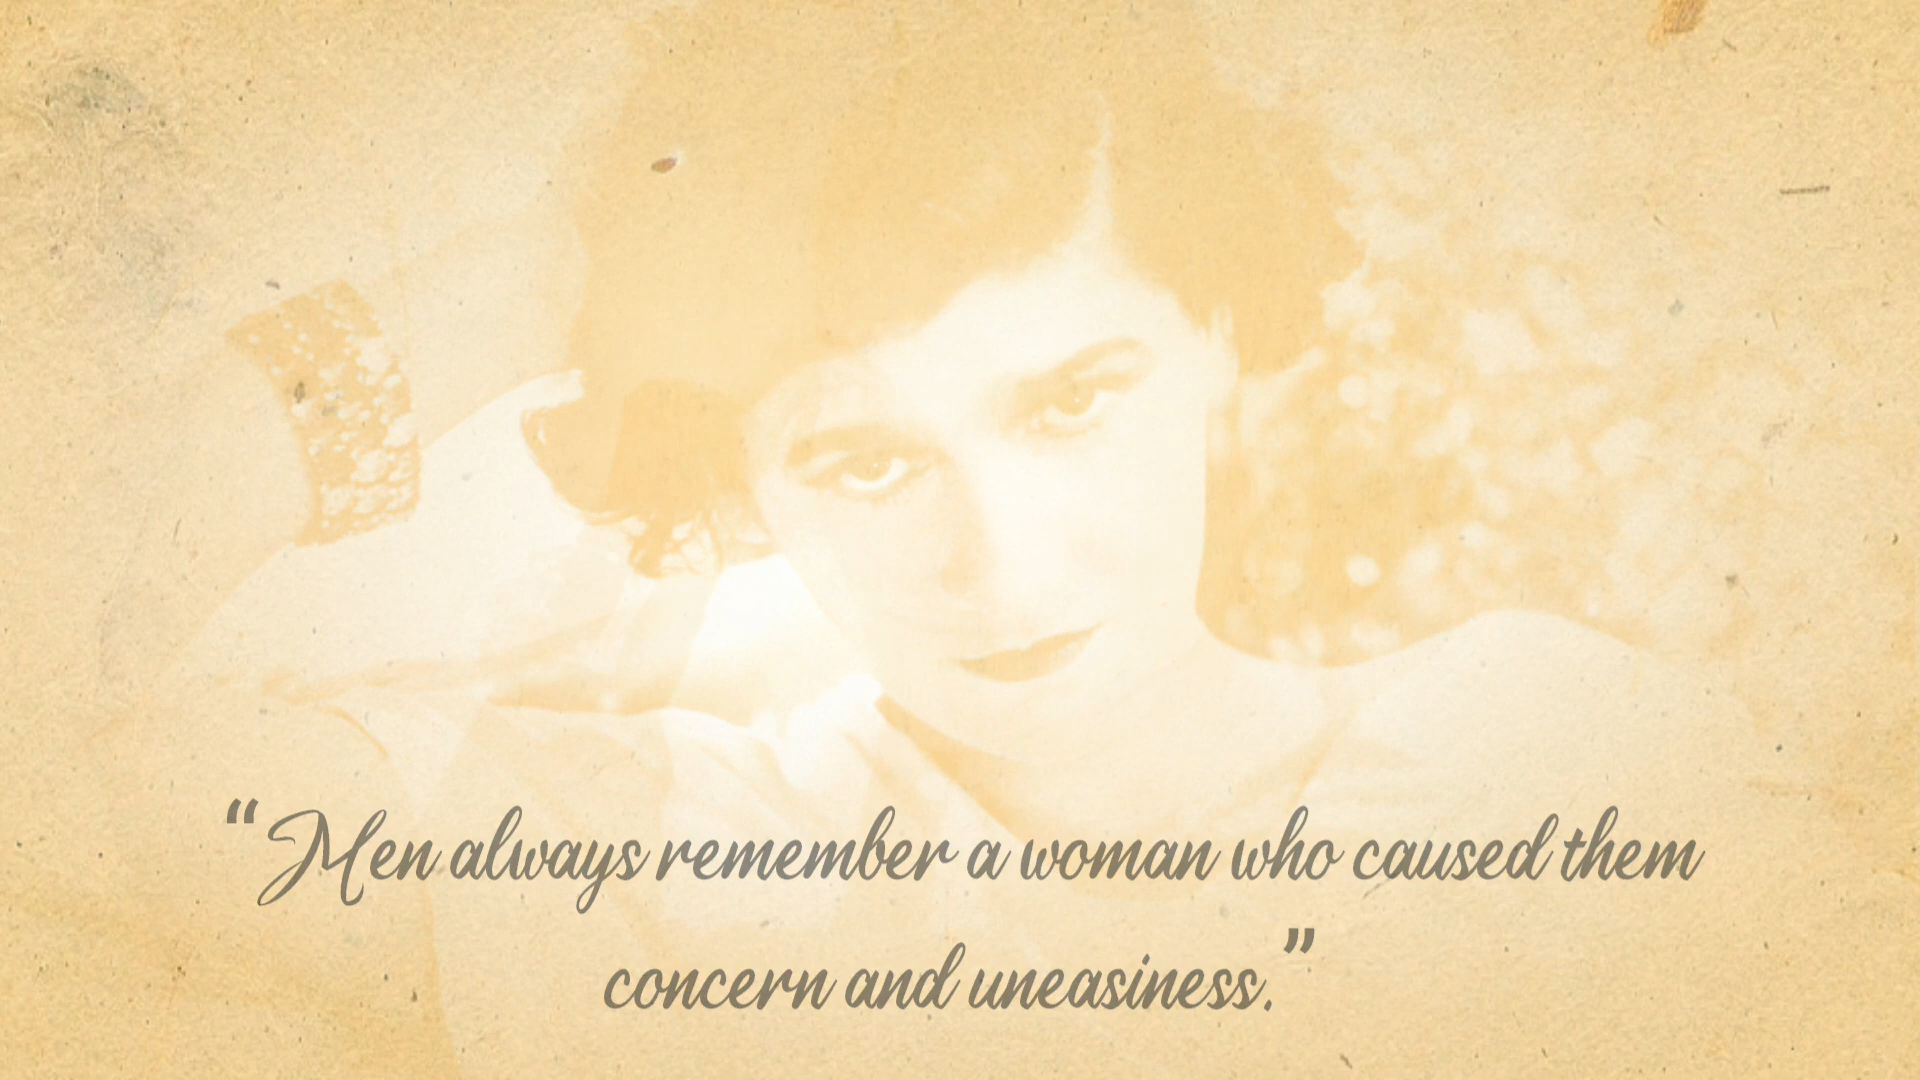 “Men always remember a woman who caused them
concern and uneasiness.”